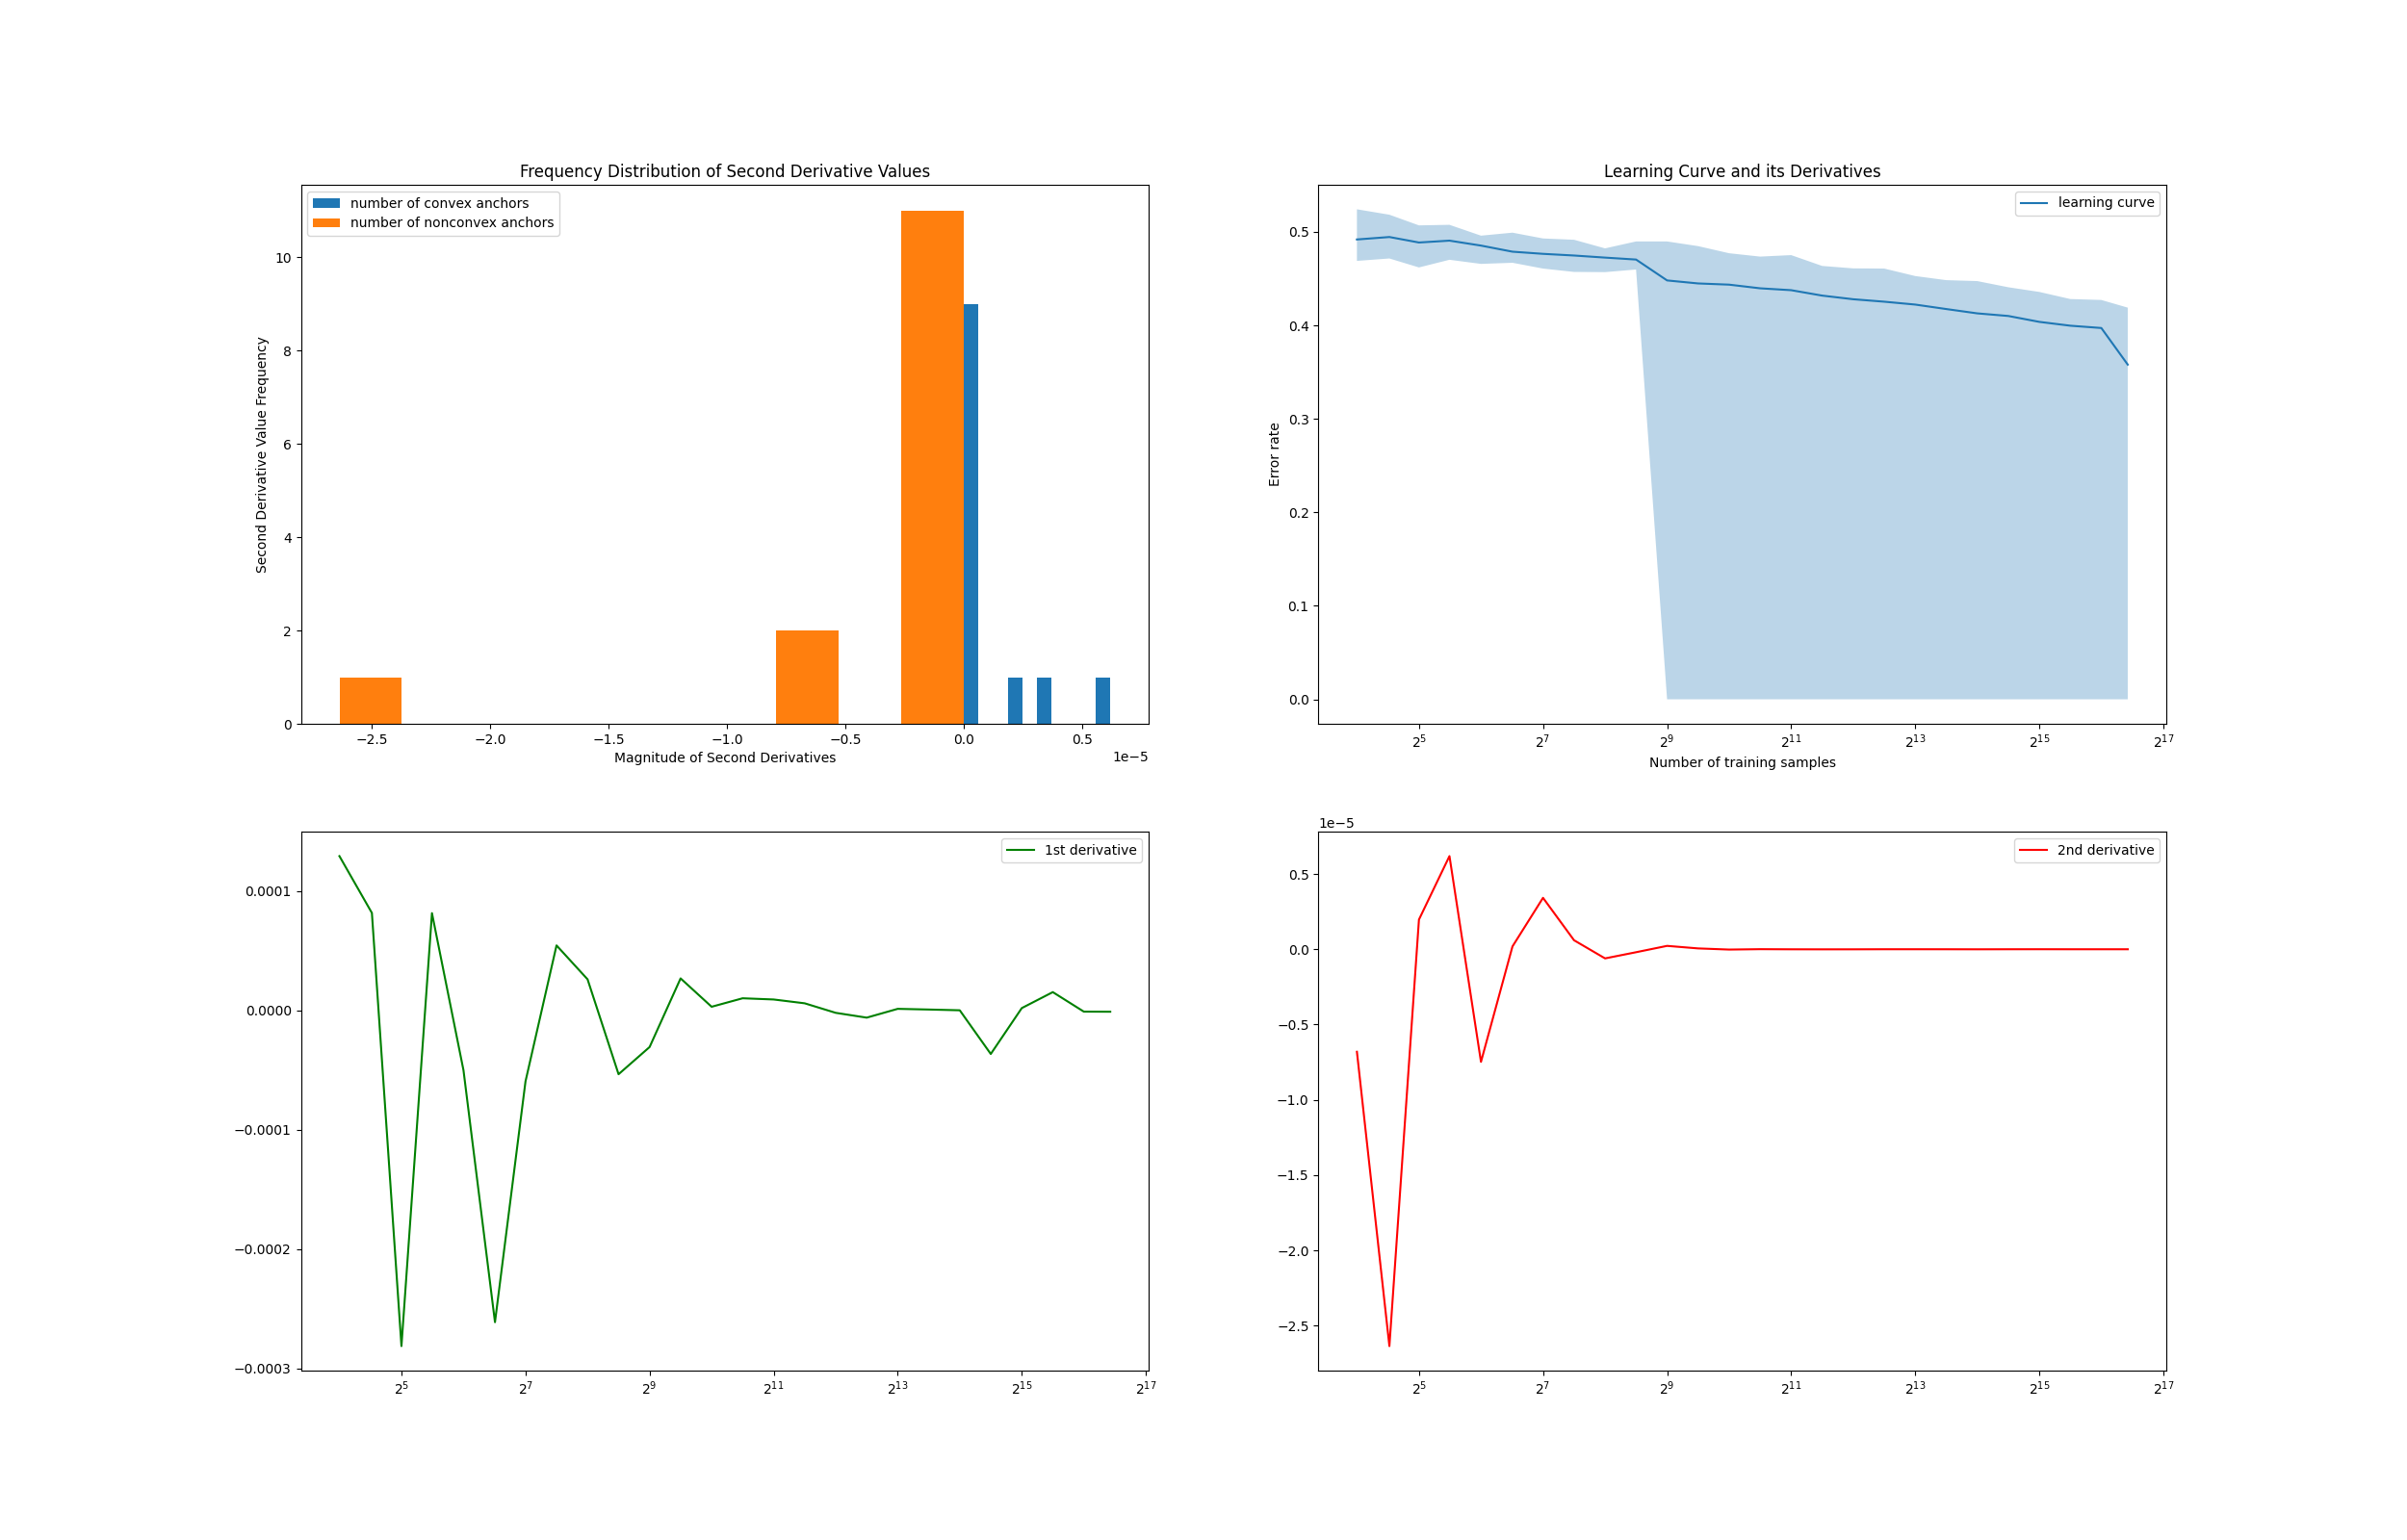 Frequency Distribution of Second Derivative Values
number of convex anchors
number of nonconvex anchors
Second Derivative Value Frequency
10
8
6
4
2
0
−2.5 −2.0 −1.5 −1.0 −0.5 0.0 0.5
1e−5
Magnitude of Second Derivatives
Learning Curve and its Derivatives
learning curve
Error rate
0.5
0.4
0.3
0.2
0.1
0.0
2^5 2^7 2^9 2^11 2^13 2^15 2^17
Number of training samples
1st derivative
0.0001
0.0000
−0.0001
−0.0002
−0.0003
2^5 2^7 2^9 2^11 2^13 2^15 2^17
1e−5
2nd derivative
0.5
0.0
−0.5
−1.0
−1.5
−2.0
−2.5
2^5 2^7 2^9 2^11 2^13 2^15 2^17